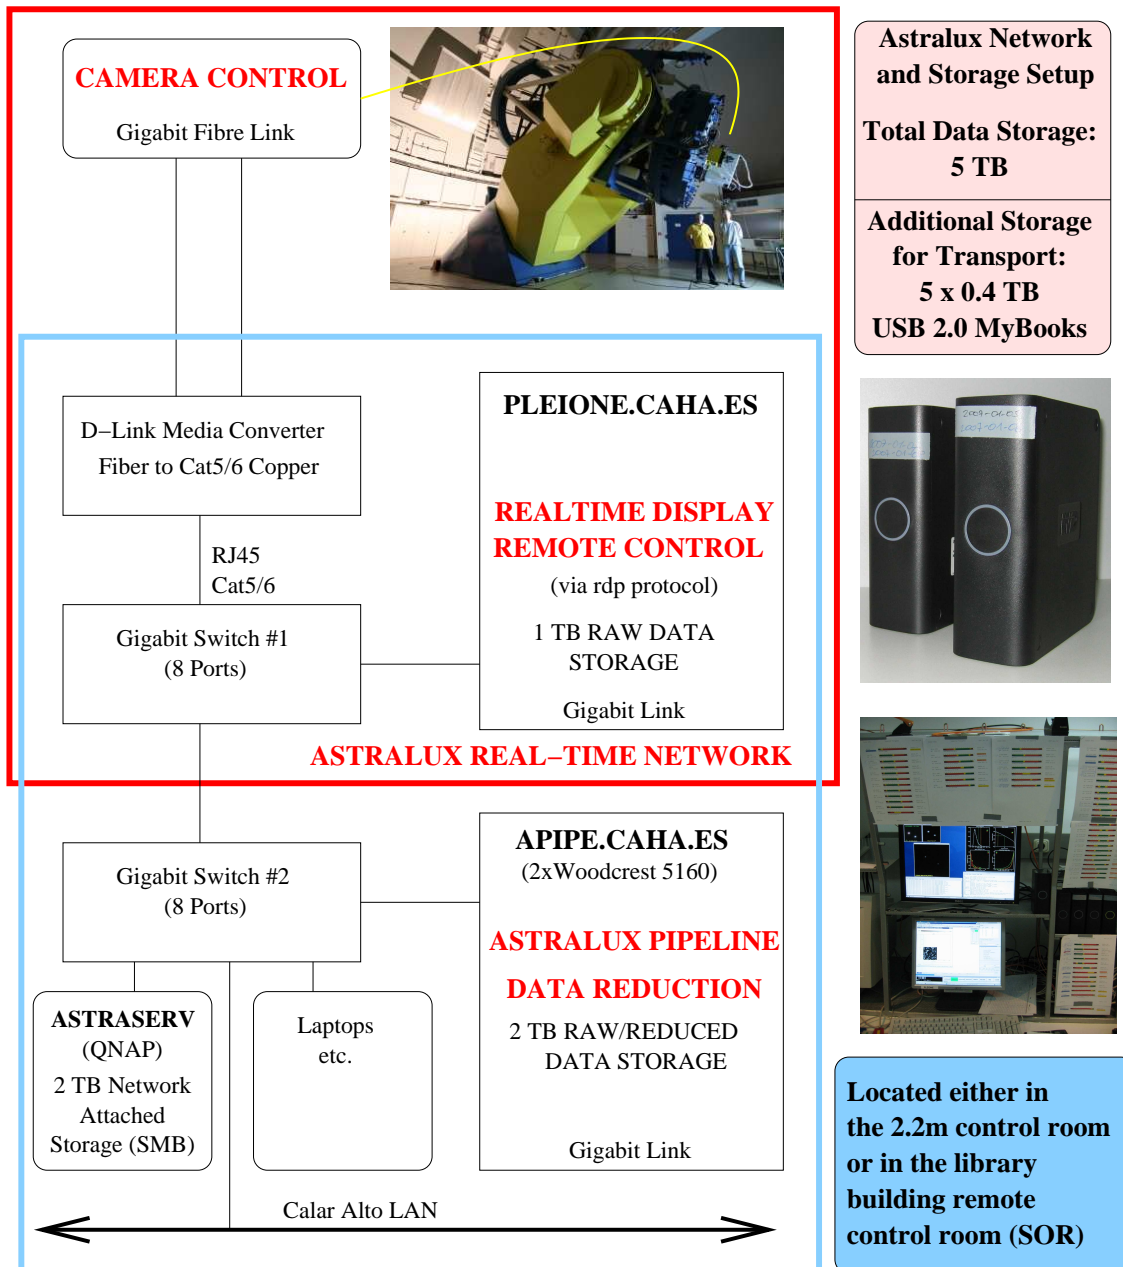 CAMERA CONTROL
Gigabit Fibre Link
Astralux Network
and Storage Setup
Total Data Storage:
5 TB
Additional Storage
for Transport:
5 x 0.4 TB
USB 2.0 MyBooks
D−Link Media Converter
Fiber to Cat5/6 Copper
RJ45
Cat5/6
Gigabit Switch #1
(8 Ports)
PLEIONE.CAHA.ES
REALTIME DISPLAY
REMOTE CONTROL
(via rdp protocol)
1 TB RAW DATA
STORAGE
Gigabit Link
ASTRALUX REAL−TIME NETWORK
Gigabit Switch #2
(8 Ports)
APIPE.CAHA.ES
(2xWoodcrest 5160)
ASTRALUX PIPELINE
DATA REDUCTION
2 TB RAW/REDUCED
DATA STORAGE
Gigabit Link
ASTRASERV
(QNAP)
2 TB Network
Attached
Storage (SMB)
Laptops
etc.
Calar Alto LAN
Located either in
the 2.2m control room
or in the library
building remote
control room (SOR)